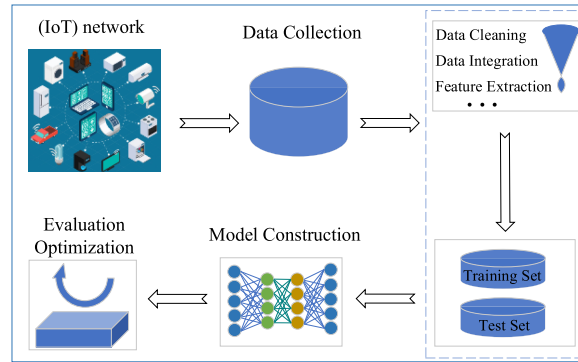 (IoT) network
Data Collection
Data Cleaning
Data Integration
Feature Extraction
• • •
Evaluation
Optimization
Model Construction
Training Set
Test Set